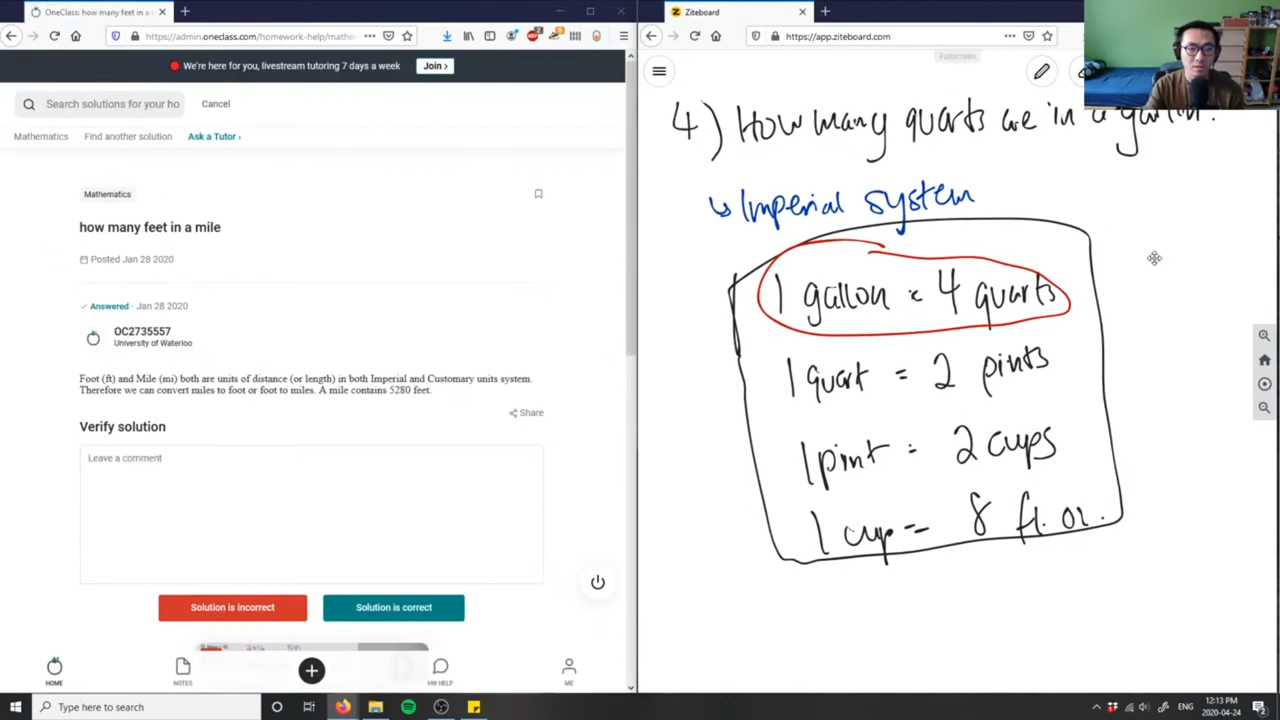 OneClass: how many feet in a
Ziteboard
https://admin.oneclass.com/homework-help/mathe
https://app.ziteboard.com
We're here for you, livestream tutoring 7 days a week
Join ›
Search solutions for your ho
Cancel
Mathematics
Find another solution
Ask a Tutor ›
Mathematics
how many feet in a mile
Posted Jan 28 2020
Answered - Jan 28 2020
OC2735557
University of Waterloo
Foot (ft) and Mile (mi) both are units of distance (or length) in both Imperial and Customary units system.
Therefore we can convert miles to foot or foot to miles. A mile contains 5280 feet.
Share
Verify solution
Leave a comment
Solution is incorrect
Solution is correct
HOME
NOTES
HW HELP
ME
Fullscreen
4) How many quarts are in a gallon?
Imperial system
1 gallon = 4 quarts
1 quart = 2 pints
1 pint = 2 cups
1 cup = 8 fl. oz.
Type here to search
ENG
12:13 PM
2020-04-24
2